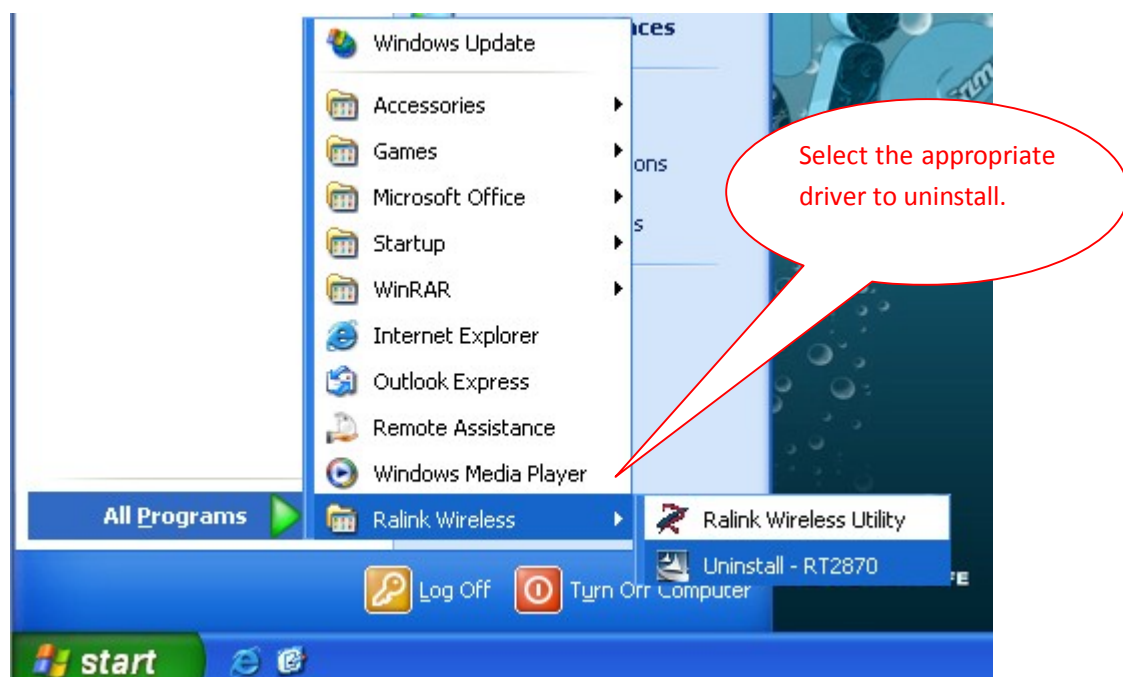 Windows Update
Accessories
Games
Microsoft Office
Startup
WinRAR
Internet Explorer
Outlook Express
Remote Assistance
Windows Media Player
Ralink Wireless
All Programs
Ralink Wireless Utility
Uninstall - RT2870
Log Off
Turn Off Computer
start
Select the appropriate
driver to uninstall.